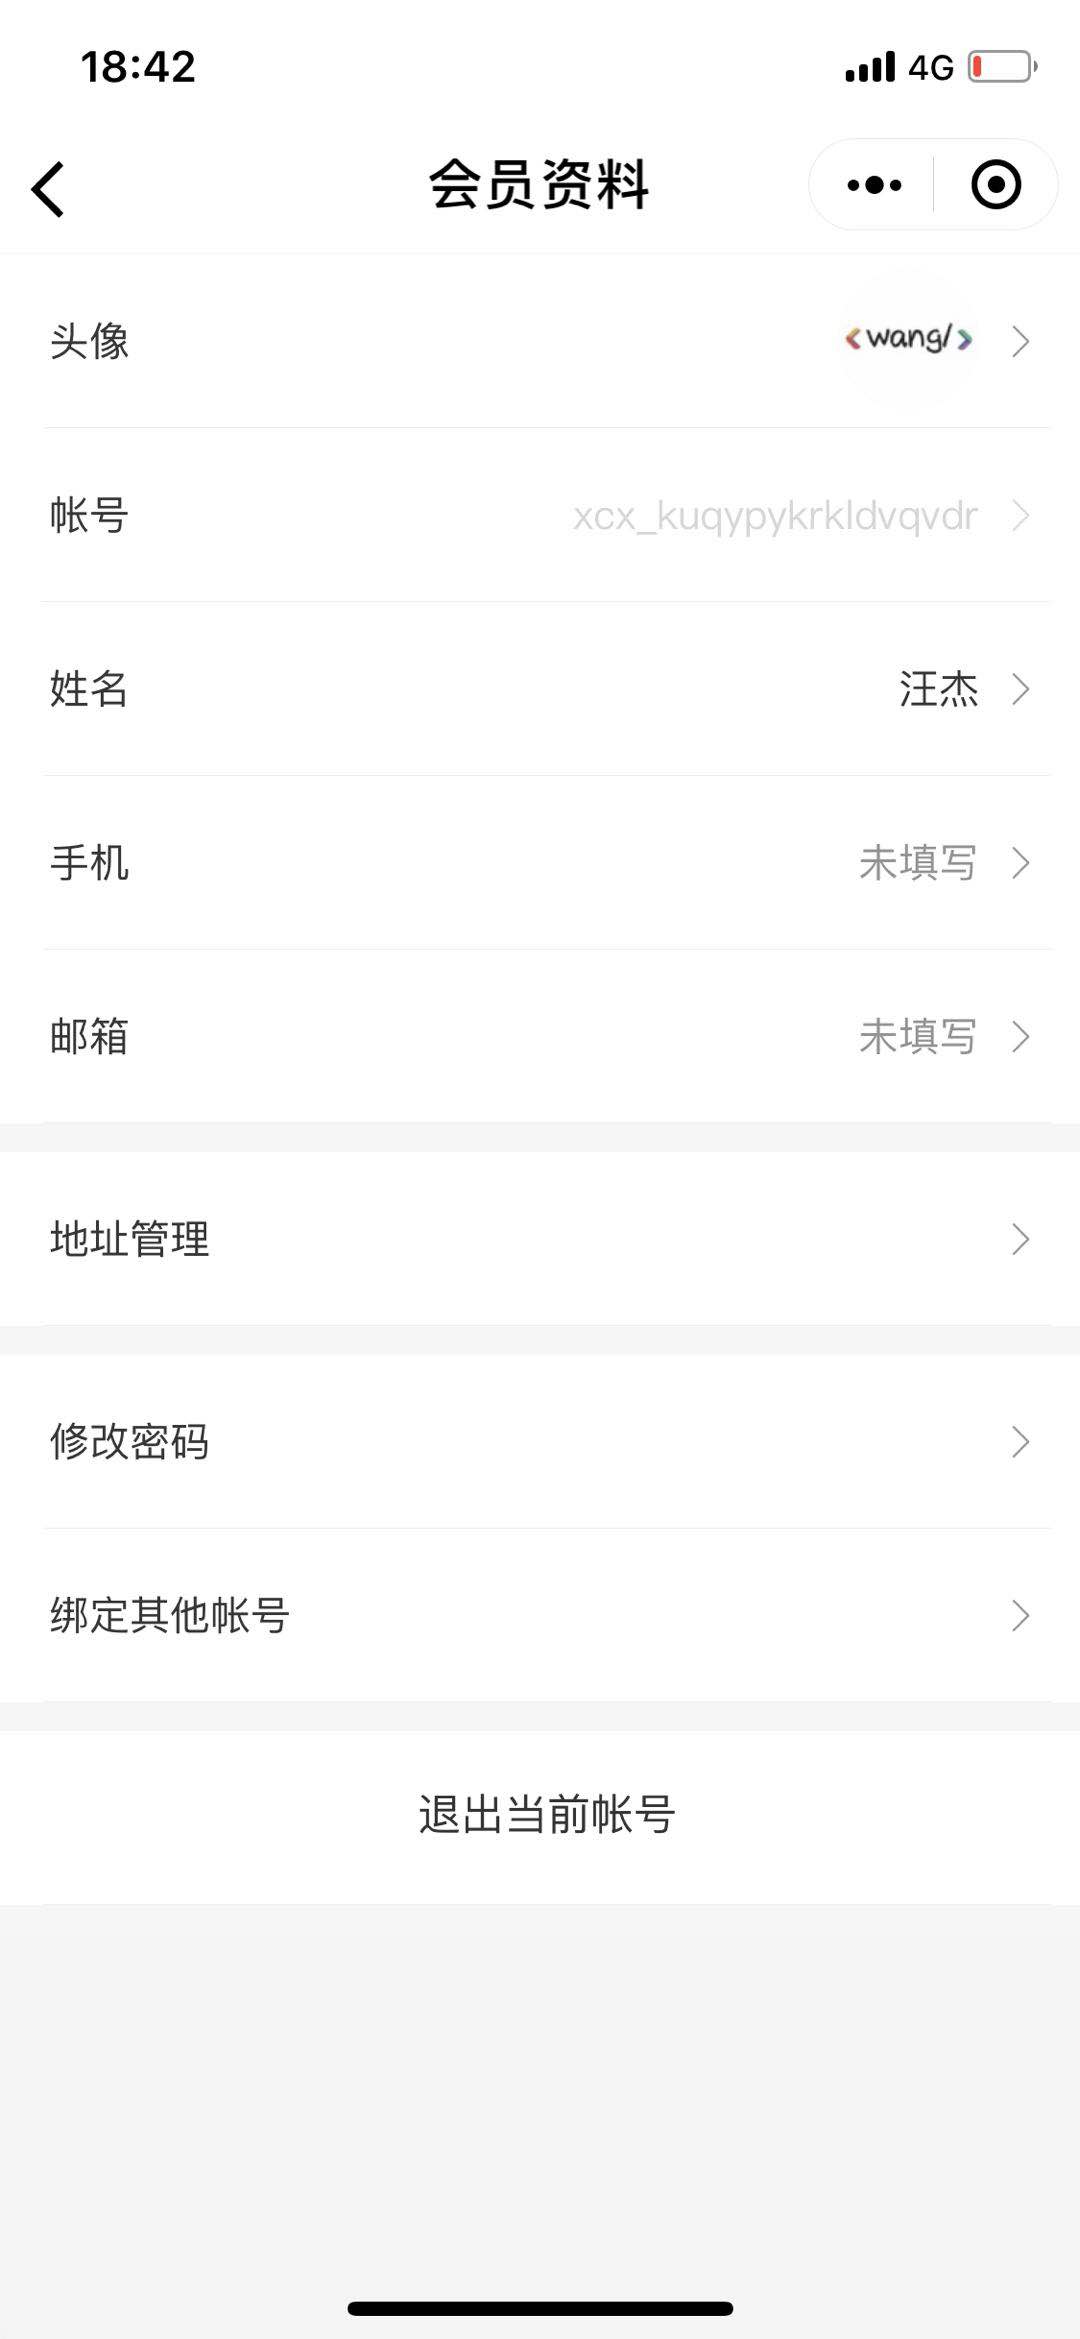 18:42
4G
会员资料
头像
<wang/>
帐号
xcx_kuqypykrkldvqvdr
姓名
汪杰
手机
未填写
邮箱
未填写
地址管理
修改密码
绑定其他帐号
退出当前帐号